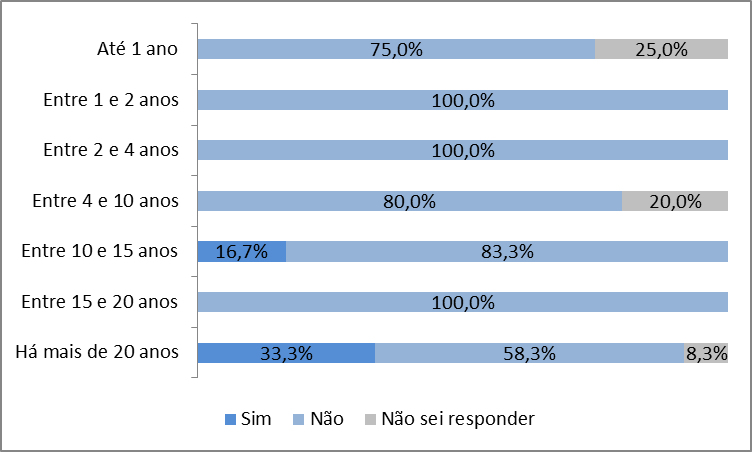 Até 1 ano 75,0% 25,0%
Entre 1 e 2 anos 100,0%
Entre 2 e 4 anos 100,0%
Entre 4 e 10 anos 80,0% 20,0%
Entre 10 e 15 anos 16,7% 83,3%
Entre 15 e 20 anos 100,0%
Há mais de 20 anos 33,3% 58,3% 8,3%
Sim Não Não sei responder